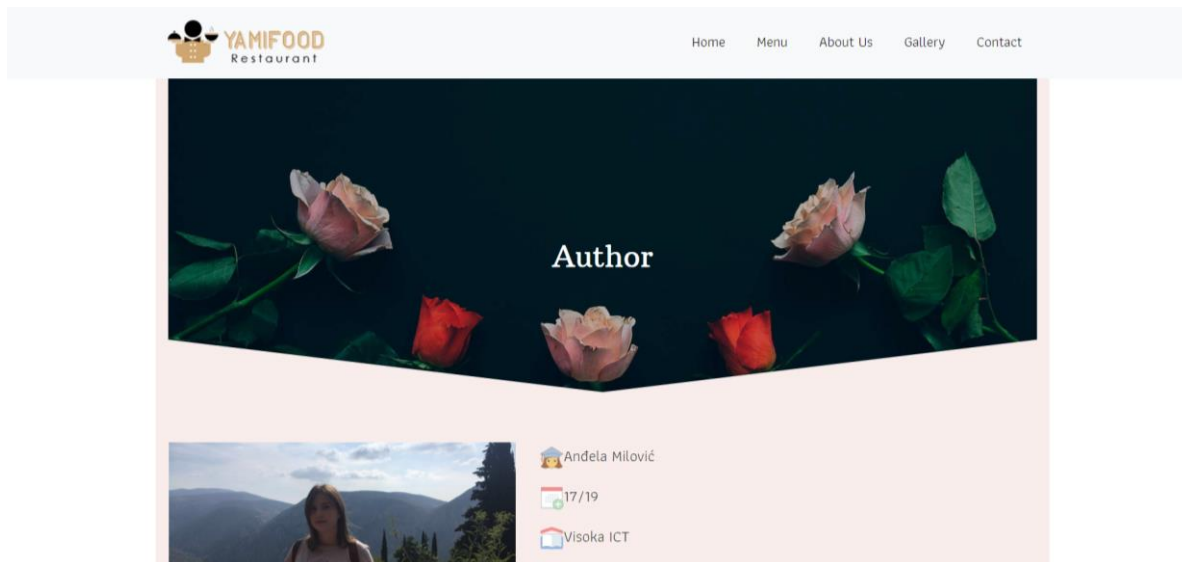 YAMIFOOD
Restaurant
Home Menu About Us Gallery Contact
Author
Anđela Milović
17/19
Visoka ICT